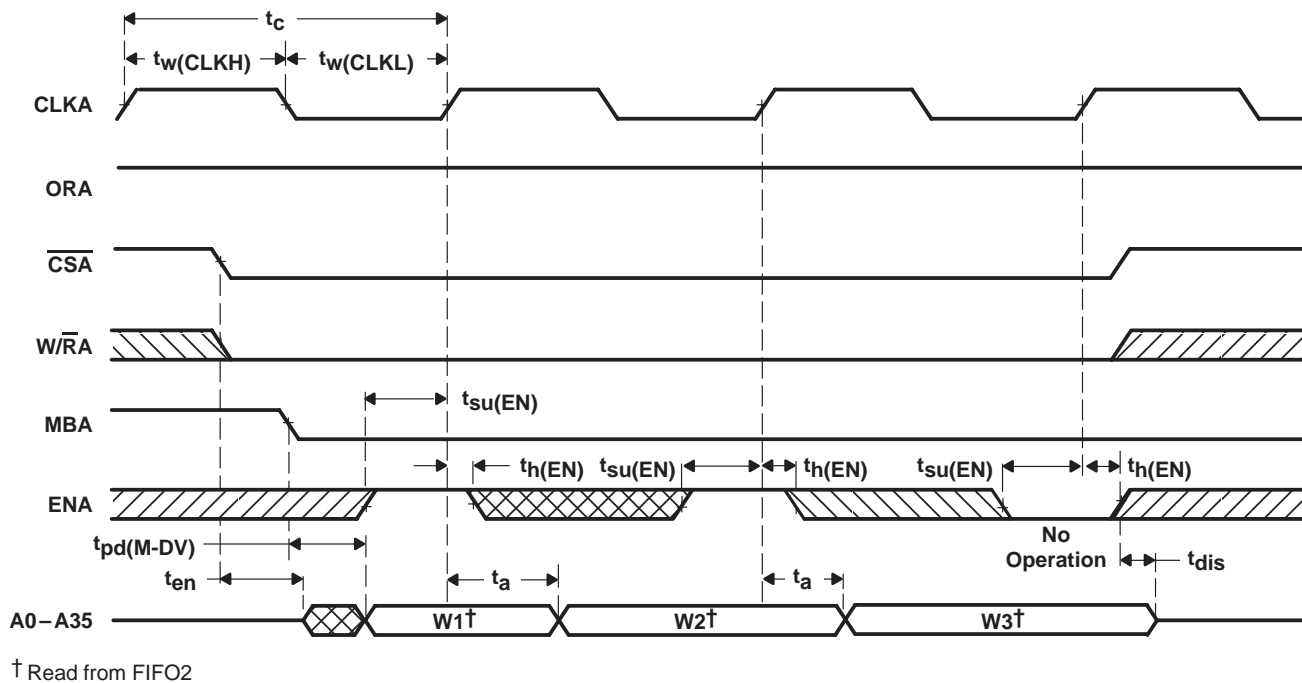 tc
tw(CLKH) tw(CLKL)
CLKA
ORA
CSA
W/RA
tsu(EN)
MBA
th(EN) tsu(EN) th(EN) tsu(EN) th(EN)
ENA
No
Operation
tpd(M-DV)
tdis
ten ta ta
A0–A35 W1† W2† W3†
† Read from FIFO2